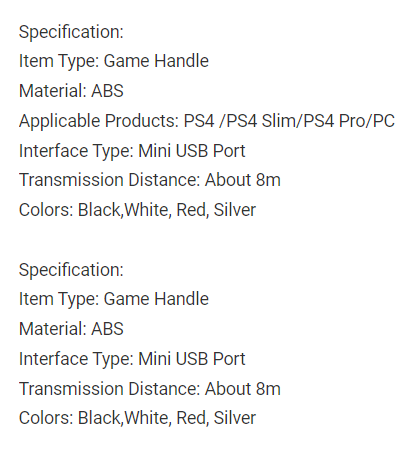 Specification:
Item Type: Game Handle
Material: ABS
Applicable Products: PS4 /PS4 Slim/PS4 Pro/PC
Interface Type: Mini USB Port
Transmission Distance: About 8m
Colors: Black,White, Red, Silver
Specification:
Item Type: Game Handle
Material: ABS
Interface Type: Mini USB Port
Transmission Distance: About 8m
Colors: Black,White, Red, Silver